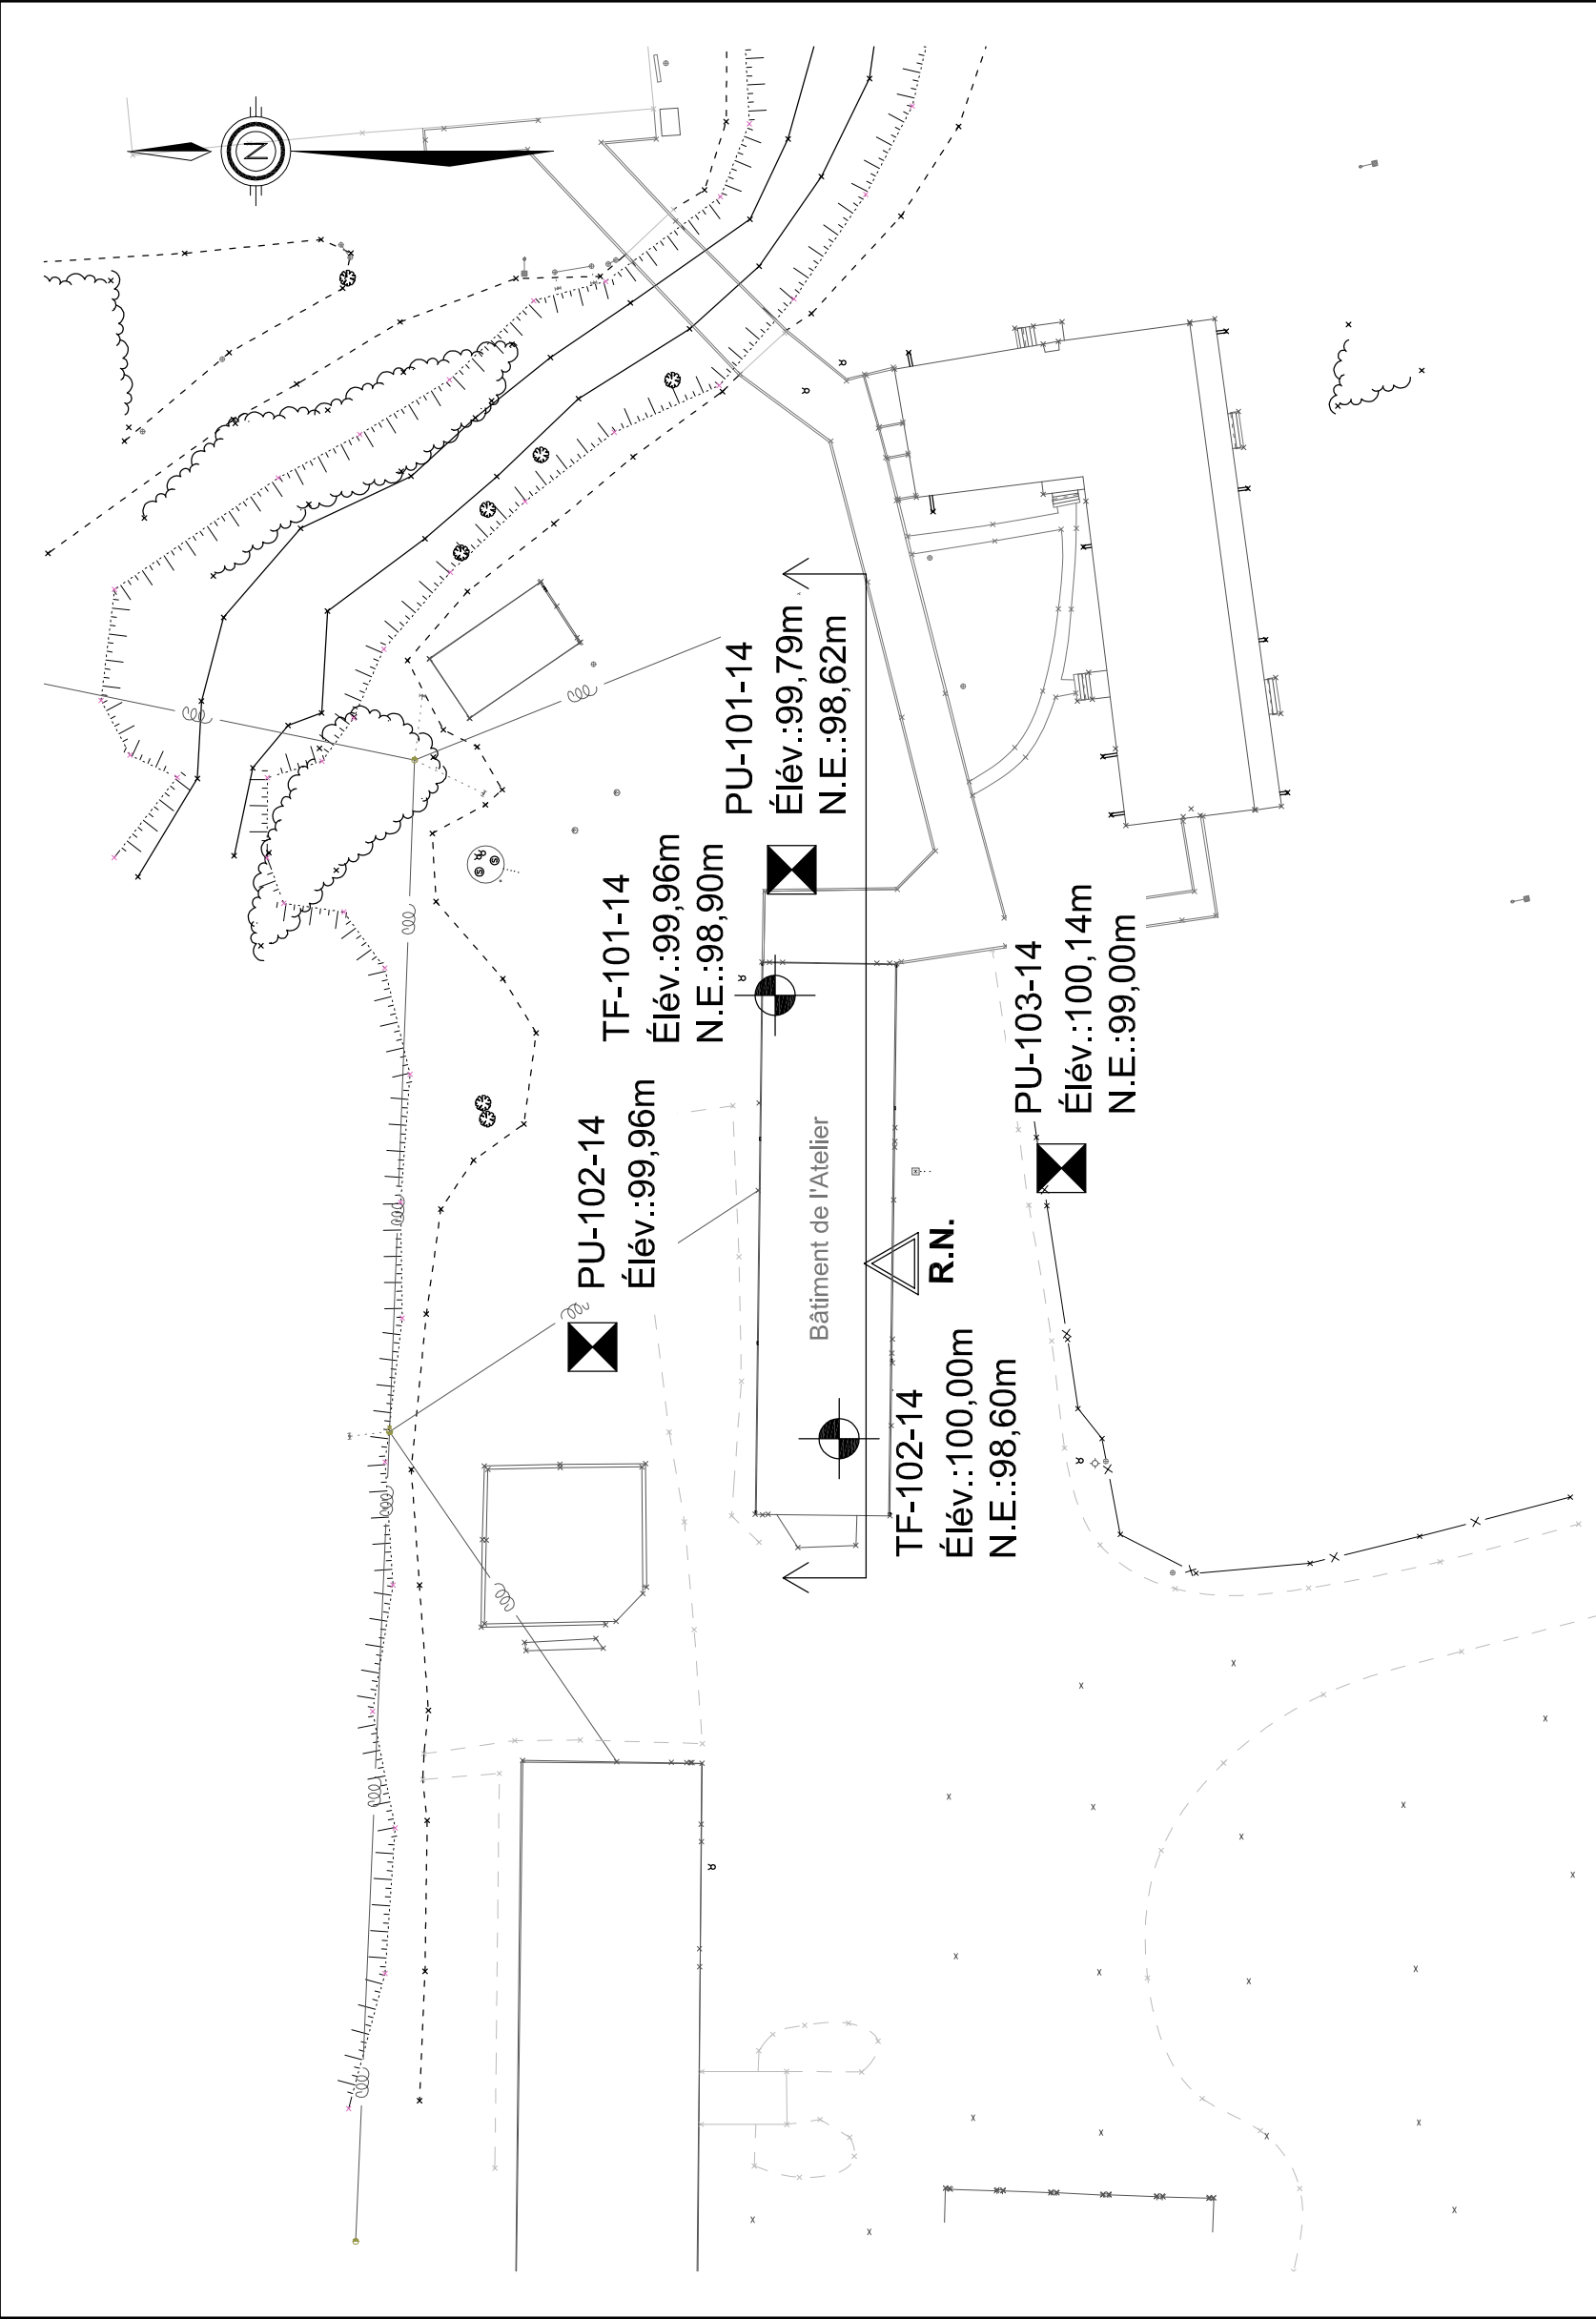 N
PU-101-14
Élév.:99,79m
N.E.:98,62m
TF-101-14
Élév.:99,96m
N.E.:98,90m
PU-102-14
Élév.:99,96m
PU-103-14
Élév.:100,14m
N.E.:99,00m
Bâtiment de l'Atelier
R.N.
TF-102-14
Élév.:100,00m
N.E.:98,60m